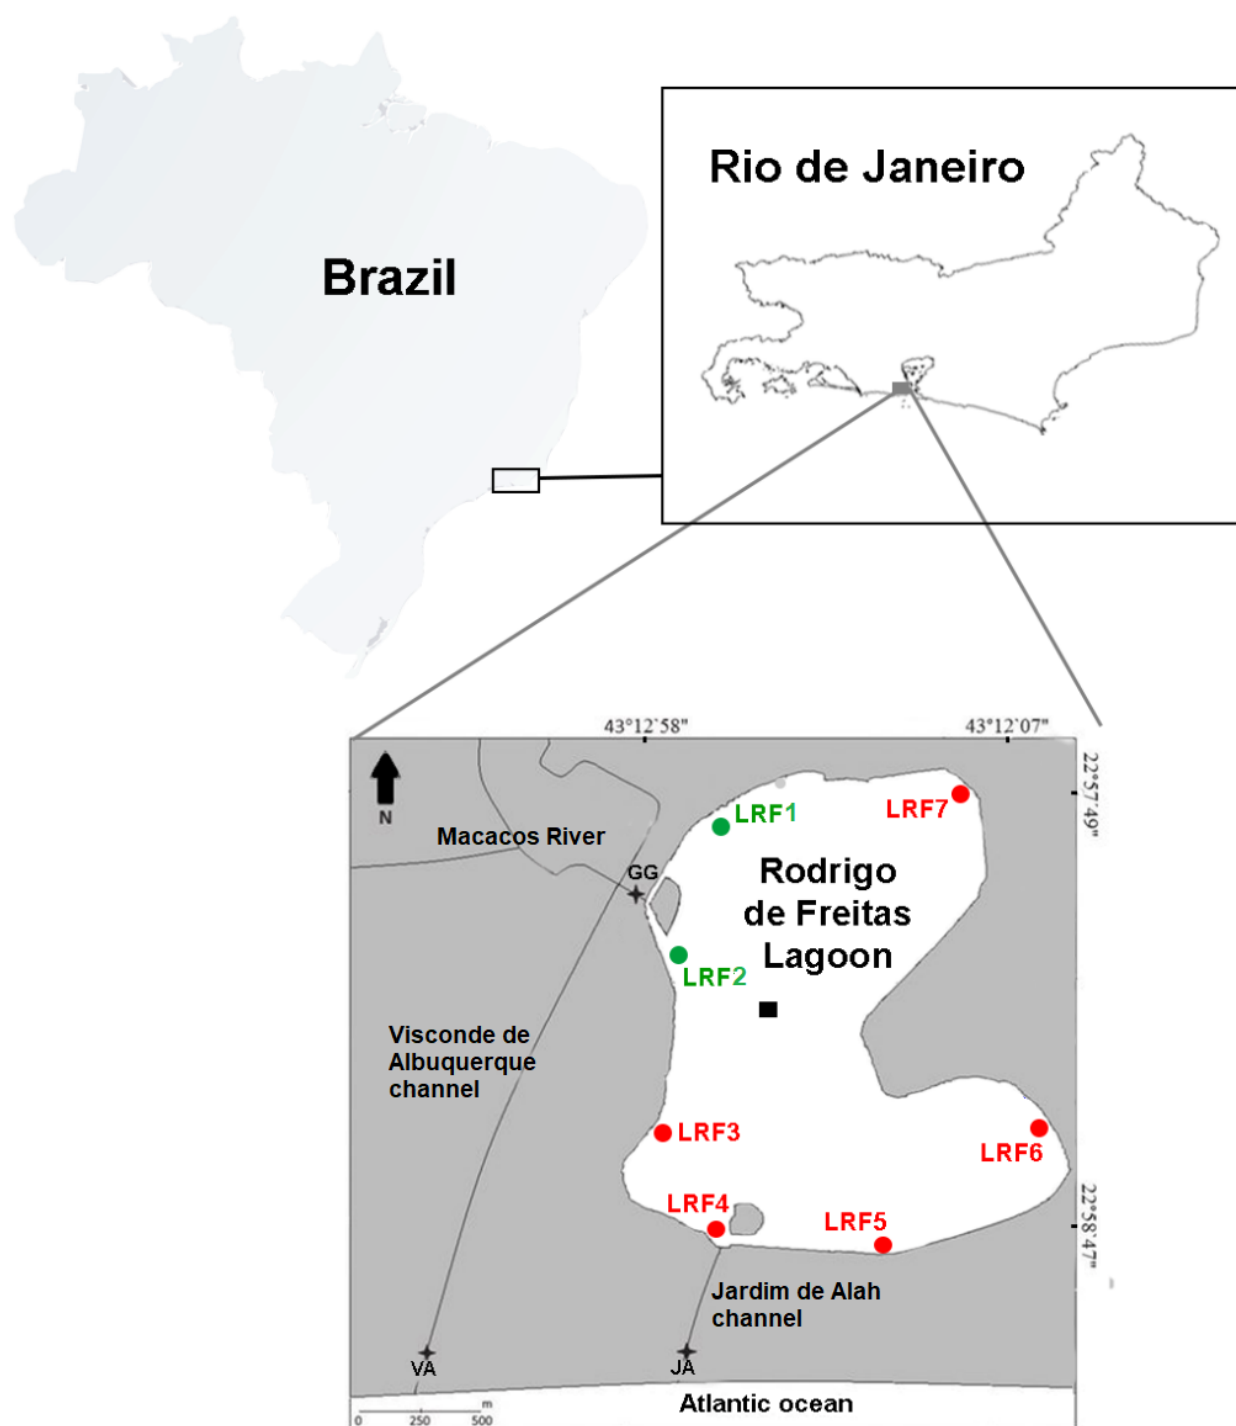 Rio de Janeiro
Brazil
43°12'58"
43°12'07"
22°57'49"
N
LRF1
LRF7
Macacos River
GG
Rodrigo
de Freitas
Lagoon
LRF2
Visconde de
Albuquerque
channel
LRF3
LRF6
LRF4
LRF5
22°58'47"
Jardim de Alah
channel
VA
JA
Atlantic ocean
m
0 250 500